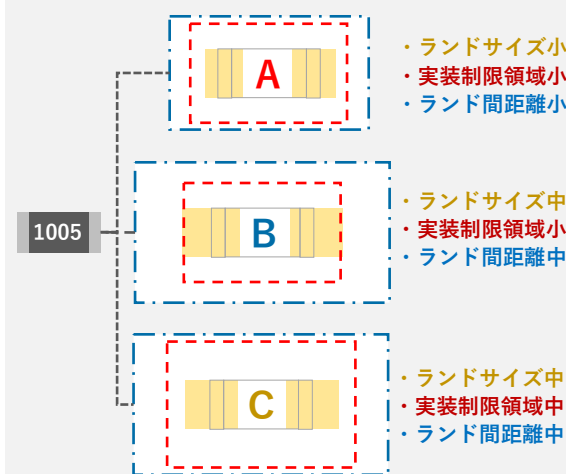 A
・ランドサイズ小
・実装制限領域小
・ランド間距離小
1005
B
・ランドサイズ中
・実装制限領域小
・ランド間距離中
C
・ランドサイズ中
・実装制限領域中
・ランド間距離中